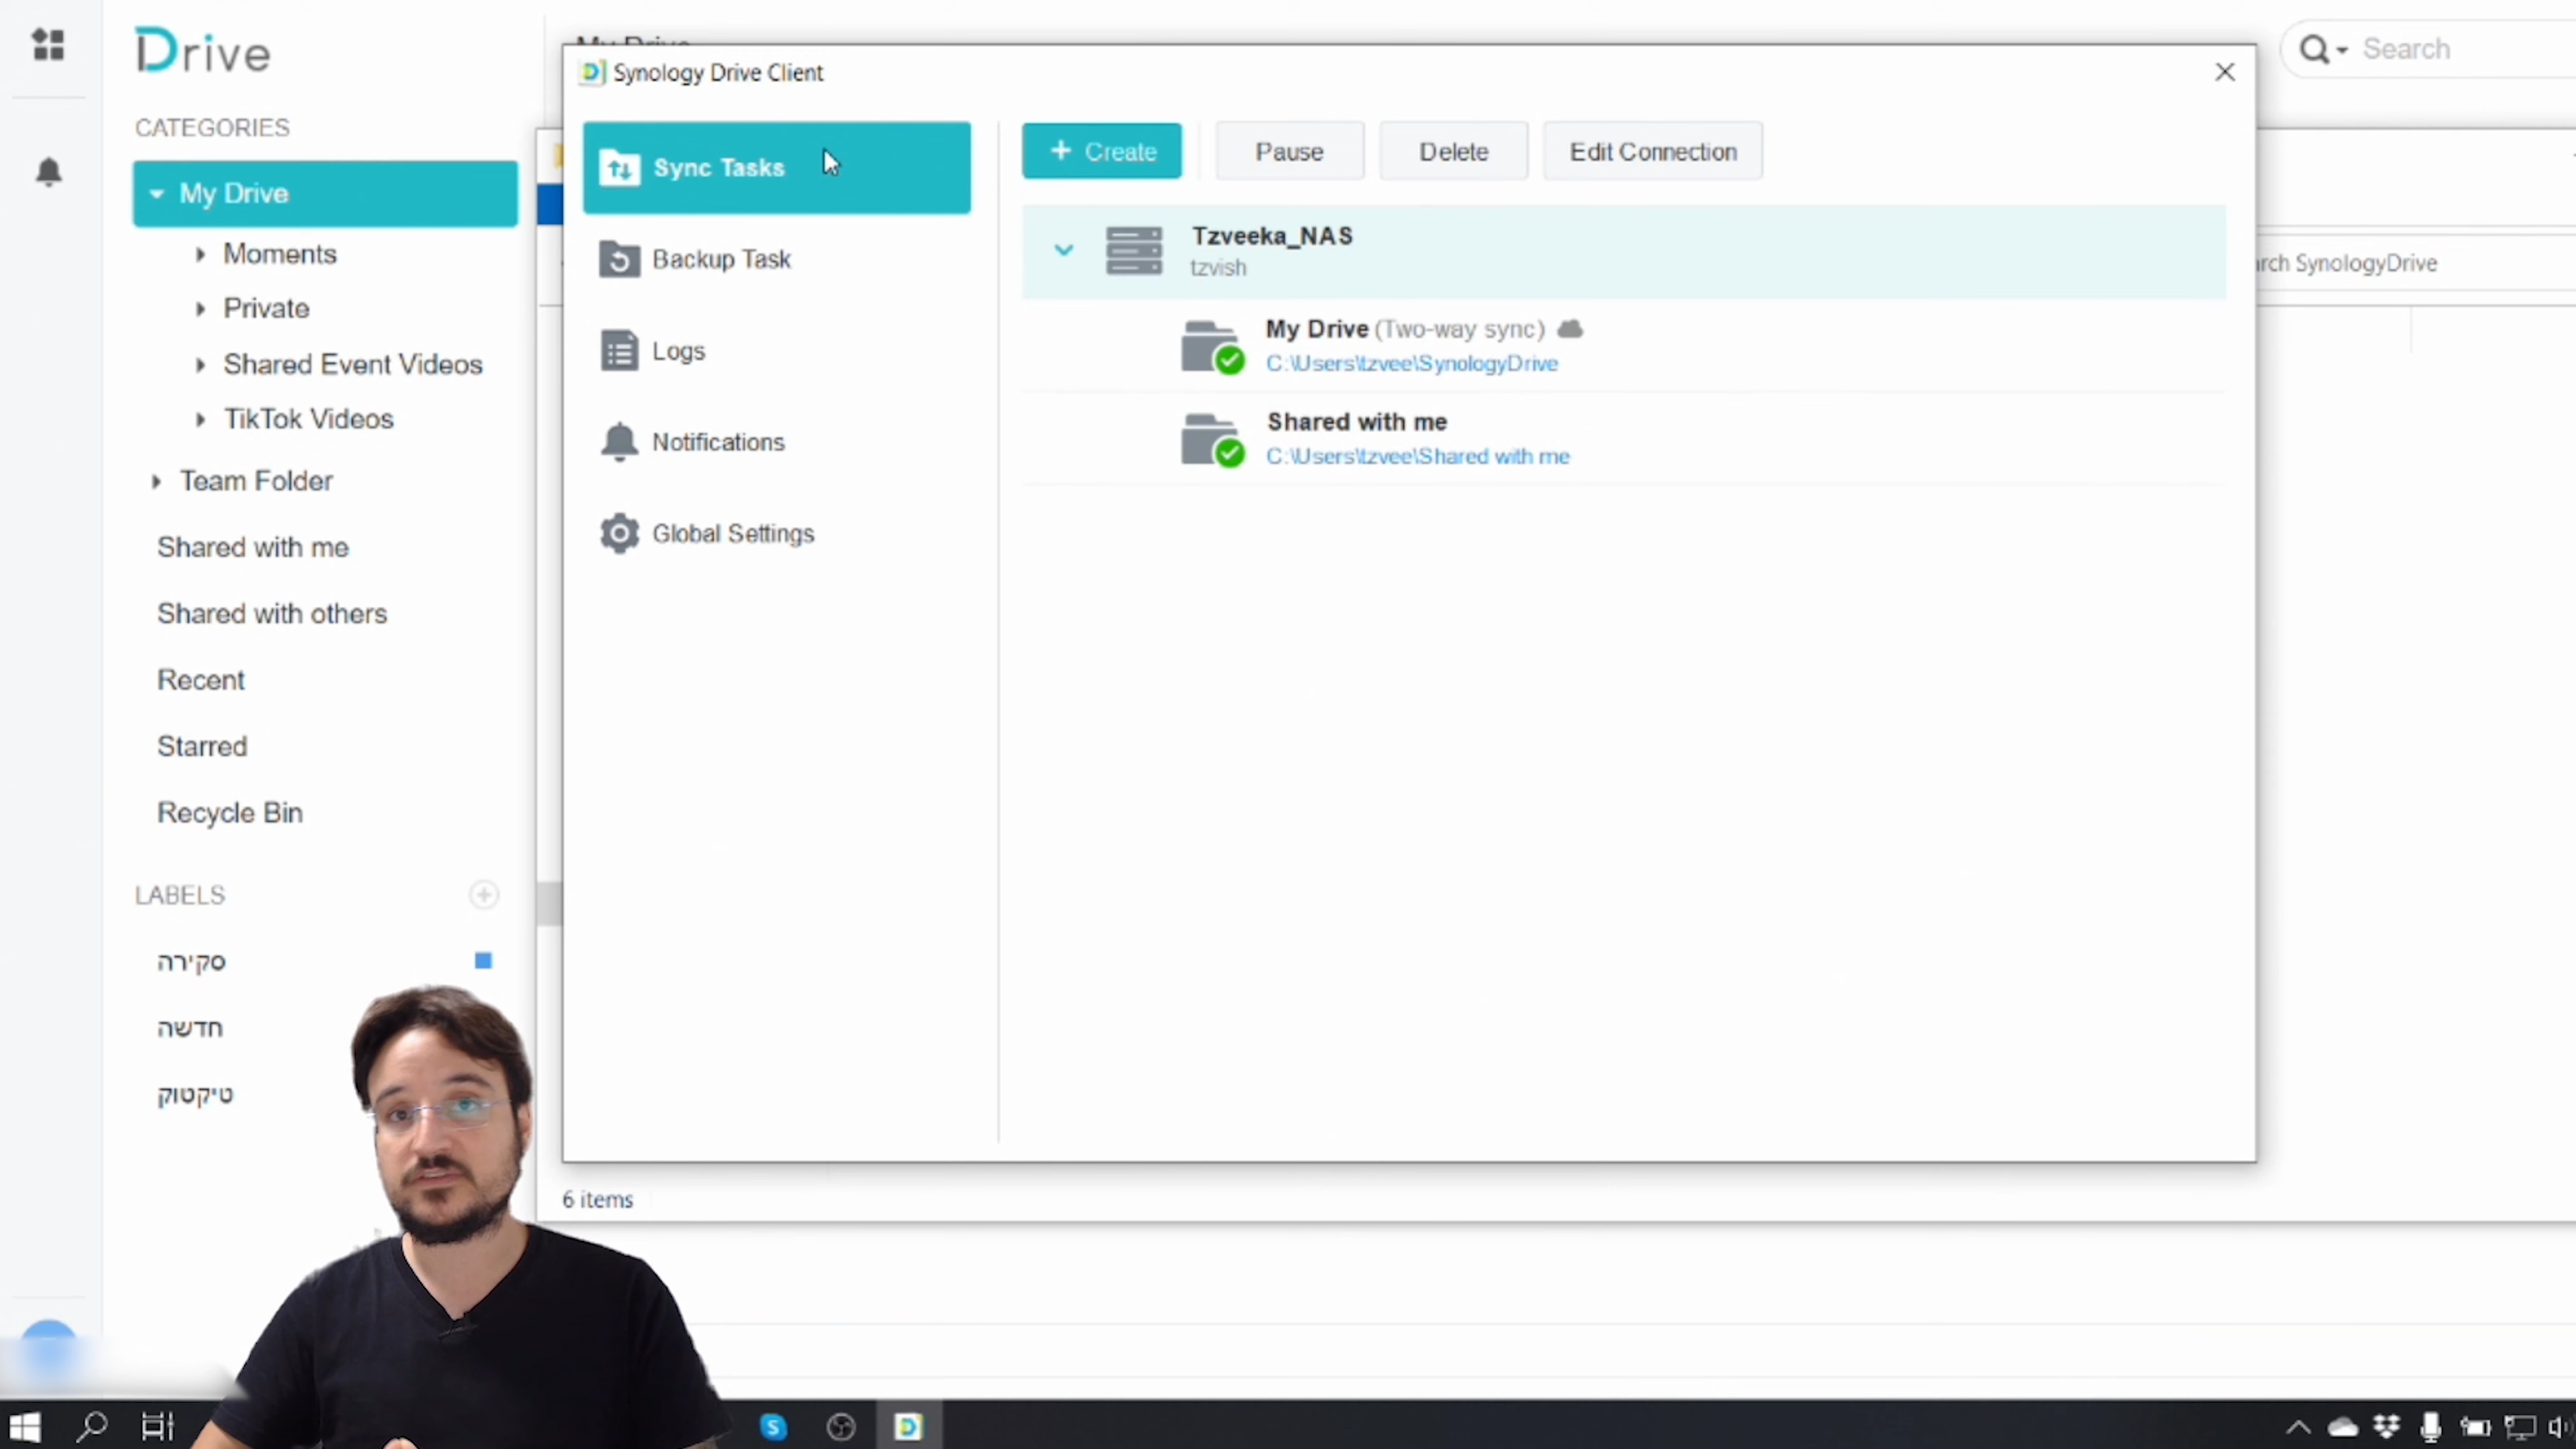 Drive
CATEGORIES
My Drive
Moments
Private
Shared Event Videos
TikTok Videos
Team Folder
Shared with me
Shared with others
Recent
Starred
Recycle Bin
LABELS
סקירה
חדשה
טיקטוק
My Drive
Search
Synology Drive Client
Sync Tasks
Backup Task
Logs
Notifications
Global Settings
+ Create
Pause
Delete
Edit Connection
Tzveeka_NAS
tzvish
My Drive (Two-way sync)
C:\Users\tzvee\SynologyDrive
Shared with me
C:\Users\tzvee\Shared with me
rch SynologyDrive
6 items